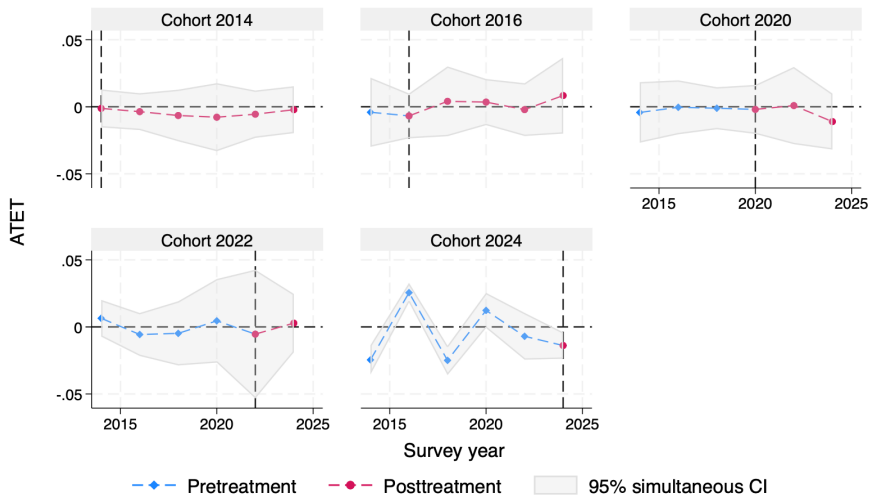 Cohort 2014 Cohort 2016 Cohort 2020
.05
0
-.05
2015 2020 2025
ATET
Cohort 2022 Cohort 2024
.05
0
-.05
2015 2020 2025 2015 2020 2025
Survey year
Pretreatment Posttreatment 95% simultaneous CI